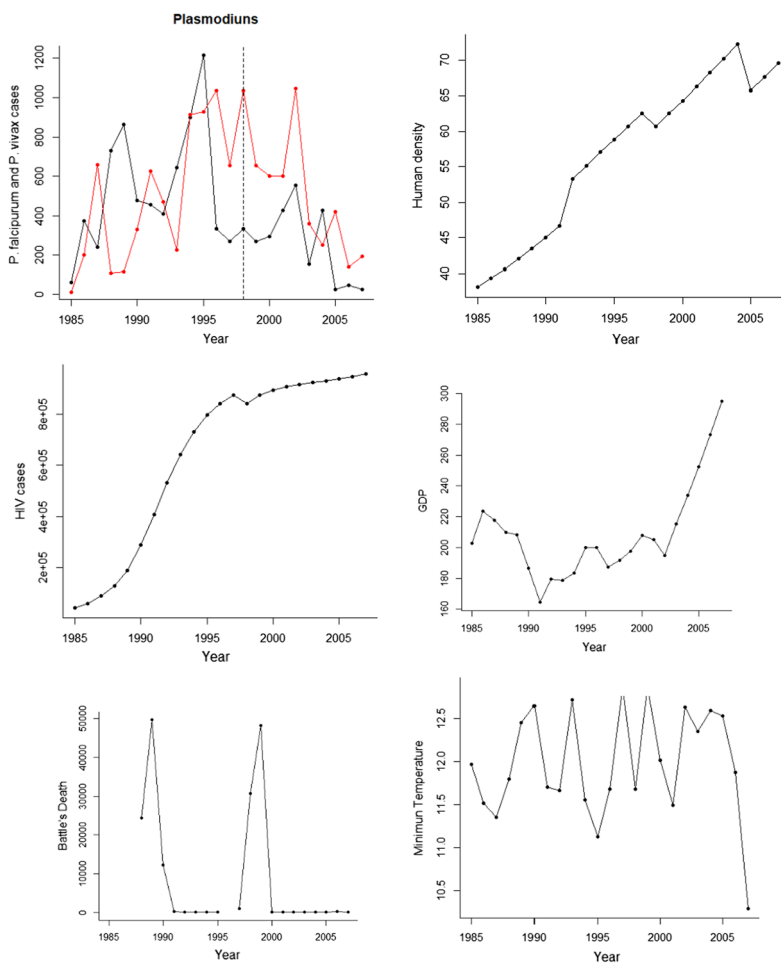 Plasmodiuns
P. falcipurum and P. vivax cases
1200
1000
800
600
400
200
0
1985 1990 1995 2000 2005
Year
Human density
70
65
60
55
50
45
40
1985 1990 1995 2000 2005
Year
HIV cases
8e+05
6e+05
4e+05
2e+05
1985 1990 1995 2000 2005
Year
GDP
300
280
260
240
220
200
180
160
1985 1990 1995 2000 2005
Year
Battle's Death
50000
40000
30000
20000
10000
0
1985 1990 1995 2000 2005
Year
Minimun Temperature
12.5
12.0
11.5
11.0
10.5
1985 1990 1995 2000 2005
Year